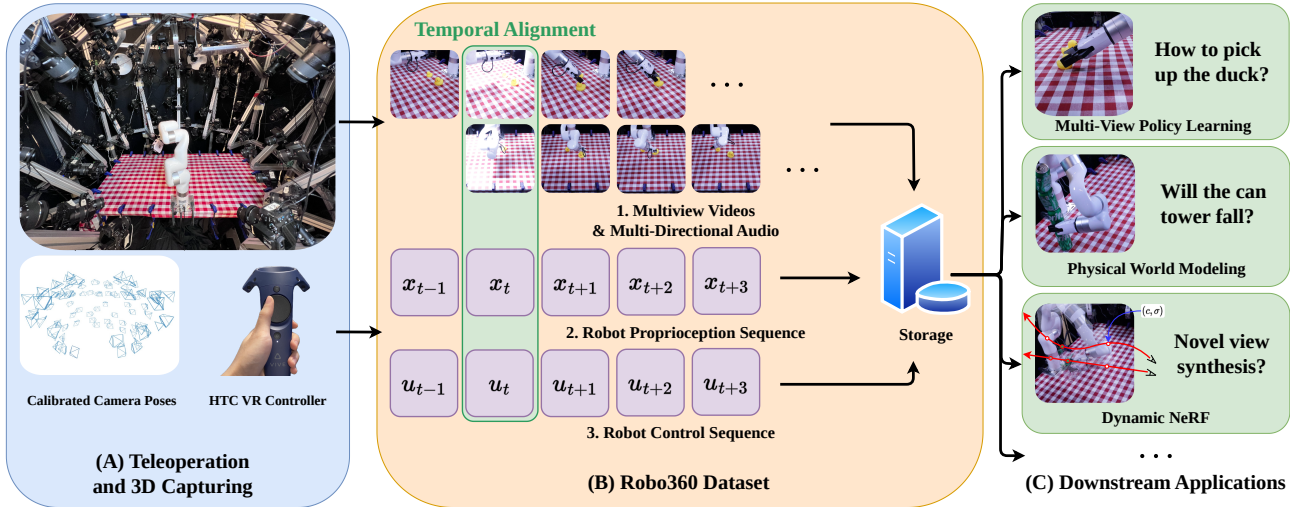 Calibrated Camera Poses
HTC VR Controller
(A) Teleoperation
and 3D Capturing
Temporal Alignment
. . .
. . .
1. Multiview Videos
& Multi-Directional Audio
x_{t−1} x_t x_{t+1} x_{t+2} x_{t+3}
2. Robot Proprioception Sequence
u_{t−1} u_t u_{t+1} u_{t+2} u_{t+3}
3. Robot Control Sequence
Storage
(B) Robo360 Dataset
How to pick
up the duck?
Multi-View Policy Learning
Will the can
tower fall?
Physical World Modeling
(c, σ)
Novel view
synthesis?
Dynamic NeRF
. . .
(C) Downstream Applications